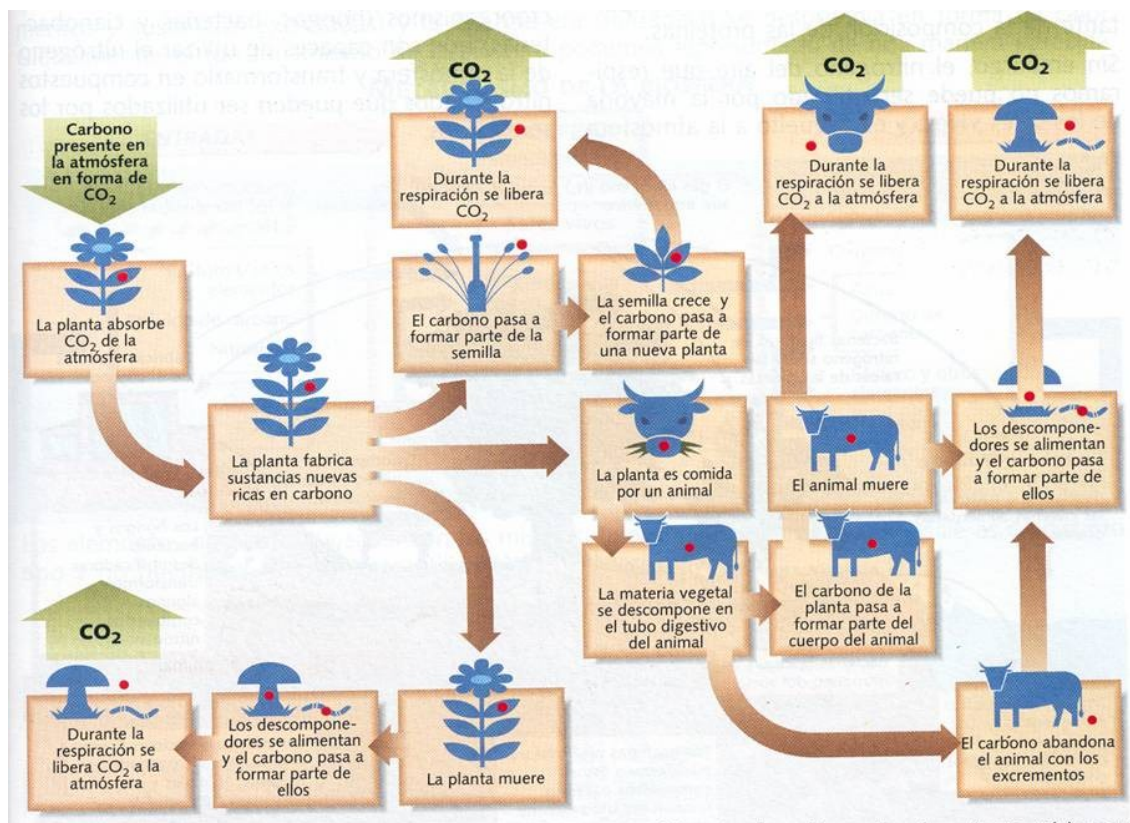 CO₂
CO₂
CO₂
Carbono
presente en
la atmósfera
en forma de
CO₂
Durante la
respiración se libera
CO₂
Durante la
respiración se libera
CO₂ a la atmósfera
Durante la
respiración se libera
CO₂ a la atmósfera
La planta absorbe
CO₂ de la
atmósfera
El carbono pasa a
formar parte de la
semilla
La semilla crece y
el carbono pasa a
formar parte de
una nueva planta
La planta fabrica
sustancias nuevas
ricas en carbono
La planta es comida
por un animal
El animal muere
Los descompone-
dores se alimentan
y el carbono pasa
a formar parte de
ellos
La materia vegetal
se descompone en
el tubo digestivo
del animal
El carbono de la
planta pasa a
formar parte del
cuerpo del animal
El carbono abandona
el animal con los
excrementos
CO₂
Durante la
respiración se
libera CO₂ a la
atmósfera
Los descompone-
dores se alimentan
y el carbono pasa a
formar parte de
ellos
La planta muere